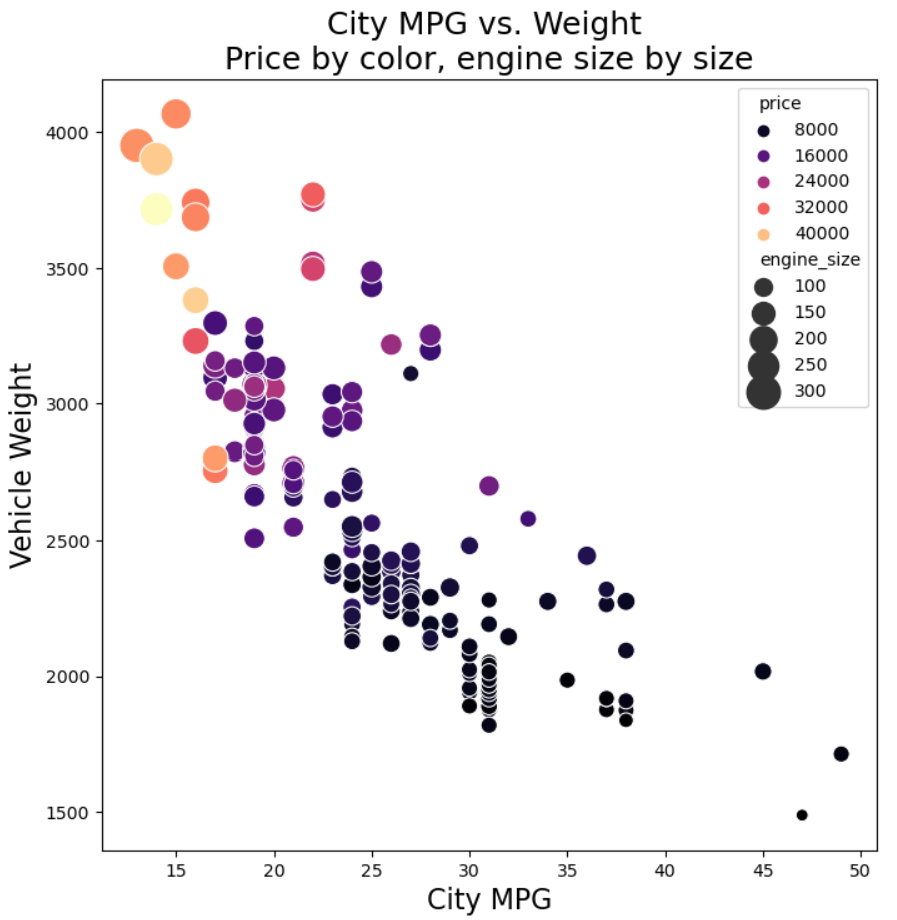 City MPG vs. Weight
Price by color, engine size by size
price
8000
16000
24000
32000
40000
engine_size
100
150
200
250
300
Vehicle Weight
4000
3500
3000
2500
2000
1500
15 20 25 30 35 40 45 50
City MPG